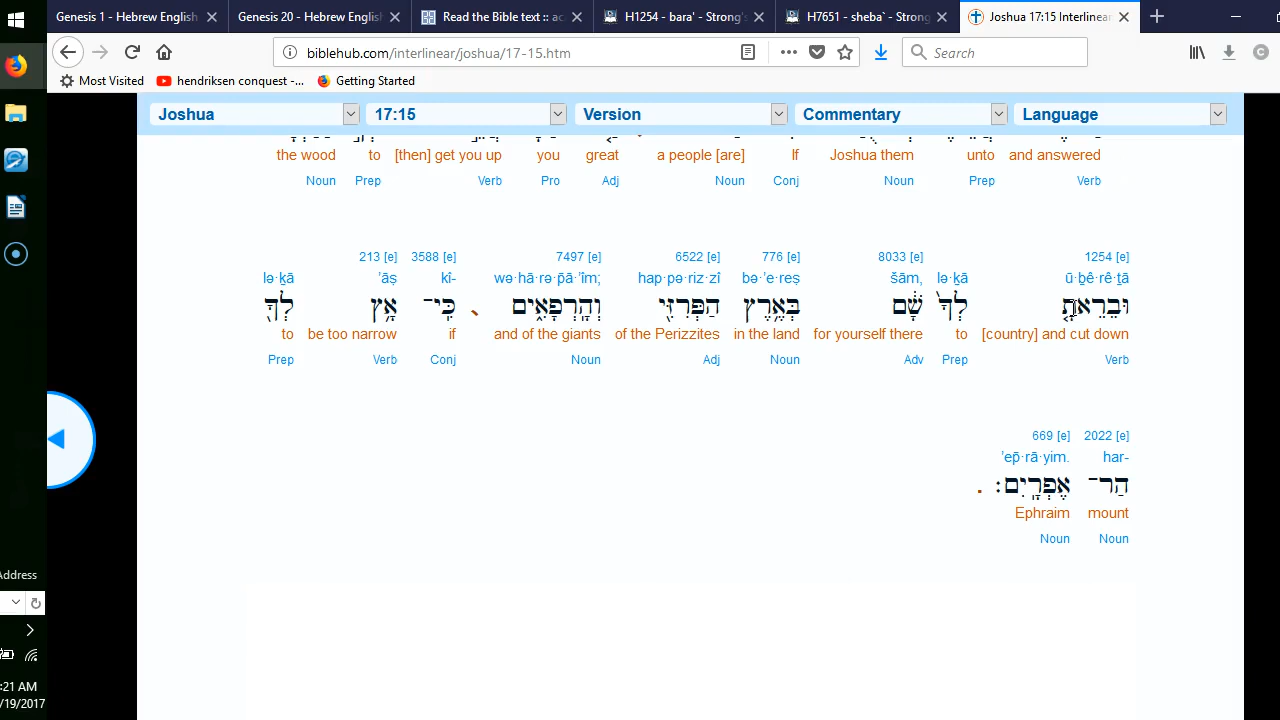 Genesis 1 - Hebrew English
Genesis 20 - Hebrew Englis
Read the Bible text :: ac
H1254 - bara' - Strong's
H7651 - sheba` - Strong
Joshua 17:15 Interlinear
biblehub.com/interlinear/joshua/17-15.htm
Search
Most Visited
hendriksen conquest -...
Getting Started
Joshua
17:15
Version
Commentary
Language
the wood to [then] get you up you great a people [are] If Joshua them unto and answered
Noun Prep Verb Pro Adj Noun Conj Noun Prep Verb
213 [e] 3588 [e] 7497 [e] 6522 [e] 776 [e] 8033 [e] 1254 [e]
lə·ḵā 'āṣ kî- wə·hā·rə·p̄ā·'îm; hap·pə·riz·zî bə·'e·reṣ šām, lə·ḵā ū·ḇê·rê·ṯā
וּבֵרֵאתָ֤ לְךָ֙ שָׁ֔ם בְּאֶ֥רֶץ הַפְּרִזִּ֖י וְהָֽרְפָאִ֑ים כִּֽי־ אָ֥ץ לְךָ֖
to be too narrow if and of the giants of the Perizzites in the land for yourself there to [country] and cut down
Prep Verb Conj Noun Adj Noun Adv Prep Verb
669 [e] 2022 [e]
'ep̄·rā·yim. har-
הַר־ אֶפְרָֽיִם׃ .
Ephraim mount
Noun Noun
Address
:21 AM
/19/2017